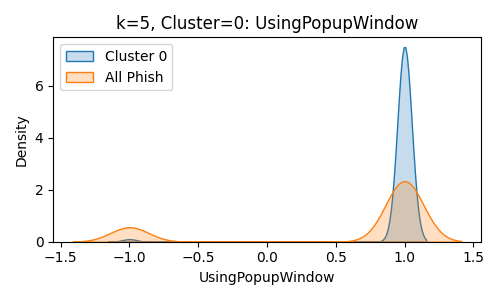 k=5, Cluster=0: UsingPopupWindow
Cluster 0
All Phish
Density
6
4
2
0
−1.5 −1.0 −0.5 0.0 0.5 1.0 1.5
UsingPopupWindow